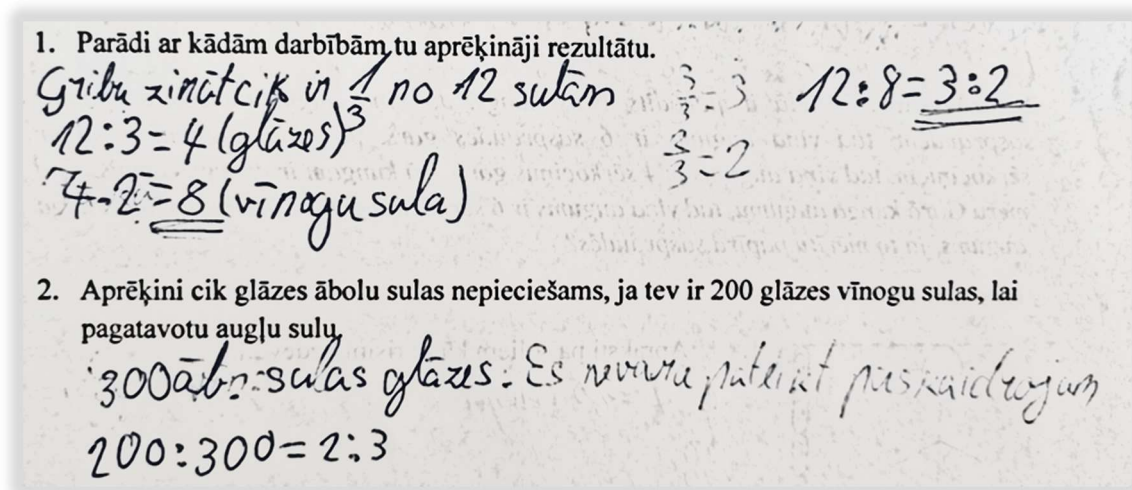 1. Parādi ar kādām darbībām tu aprēķināji rezultātu.
Gribu zināt cik ir 1/3 no 12 sulām
12:3=4 (glāzes)
4·2=8 (vīnogu sula)
3/3=3
3/3=2
12:8=3:2
2. Aprēķini cik glāzes ābolu sulas nepieciešams, ja tev ir 200 glāzes vīnogu sulas, lai
pagatavotu augļu sulu.
300 āb. sulas glāzes. Es nevaru pateikt paskaidrojum
200:300=2:3